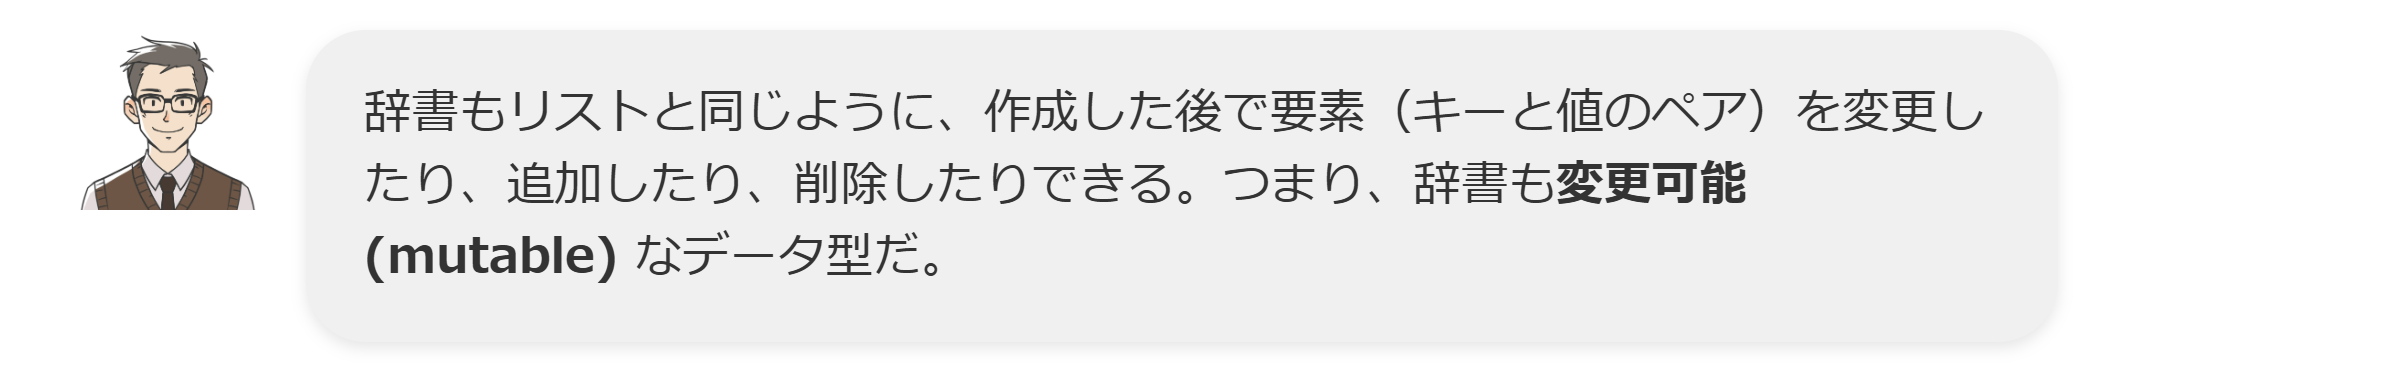 辞書もリストと同じように、作成した後で要素（キーと値のペア）を変更し
たり、追加したり、削除したりできる。つまり、辞書も変更可能
(mutable) なデータ型だ。